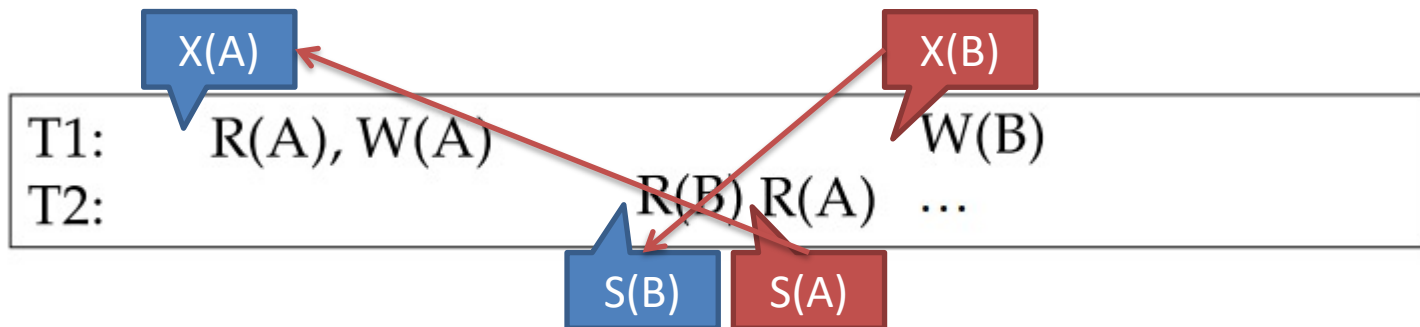 X(A) X(B)
T1: R(A), W(A) W(B)
T2: R(B) R(A) …
S(B) S(A)